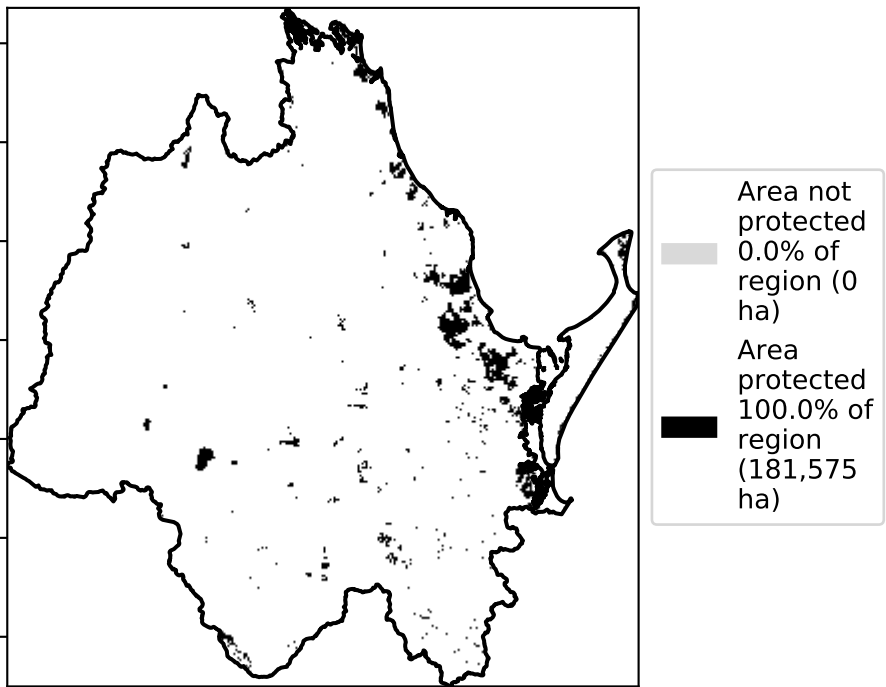 Area not
protected
0.0% of
region (0
ha)
Area
protected
100.0% of
region
(181,575
ha)